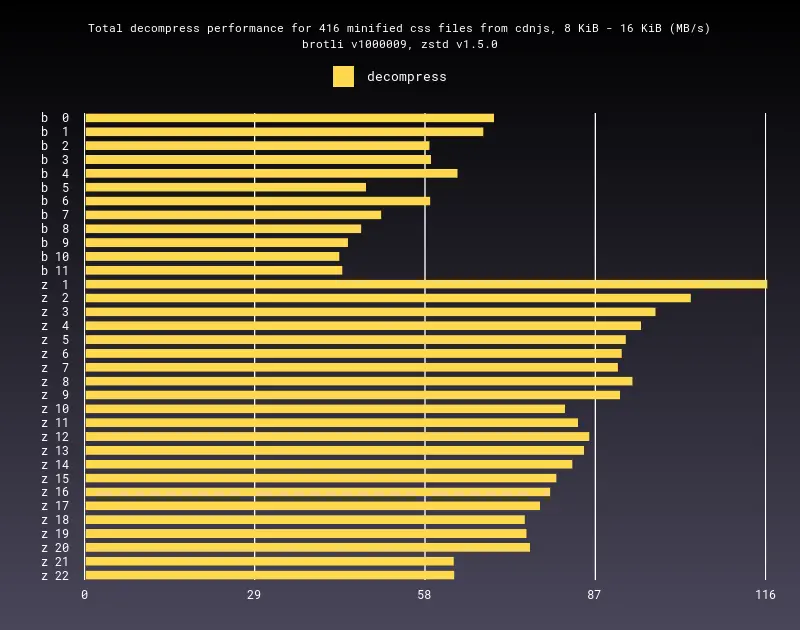 Total decompress performance for 416 minified css files from cdnjs, 8 KiB - 16 KiB (MB/s)
brotli v1000009, zstd v1.5.0
decompress
b 0
b 1
b 2
b 3
b 4
b 5
b 6
b 7
b 8
b 9
b 10
b 11
z 1
z 2
z 3
z 4
z 5
z 6
z 7
z 8
z 9
z 10
z 11
z 12
z 13
z 14
z 15
z 16
z 17
z 18
z 19
z 20
z 21
z 22
0 29 58 87 116